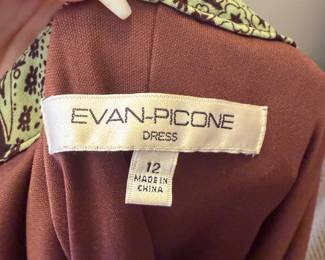 EVAN-PICONE
DRESS
12
MADE IN
CHINA